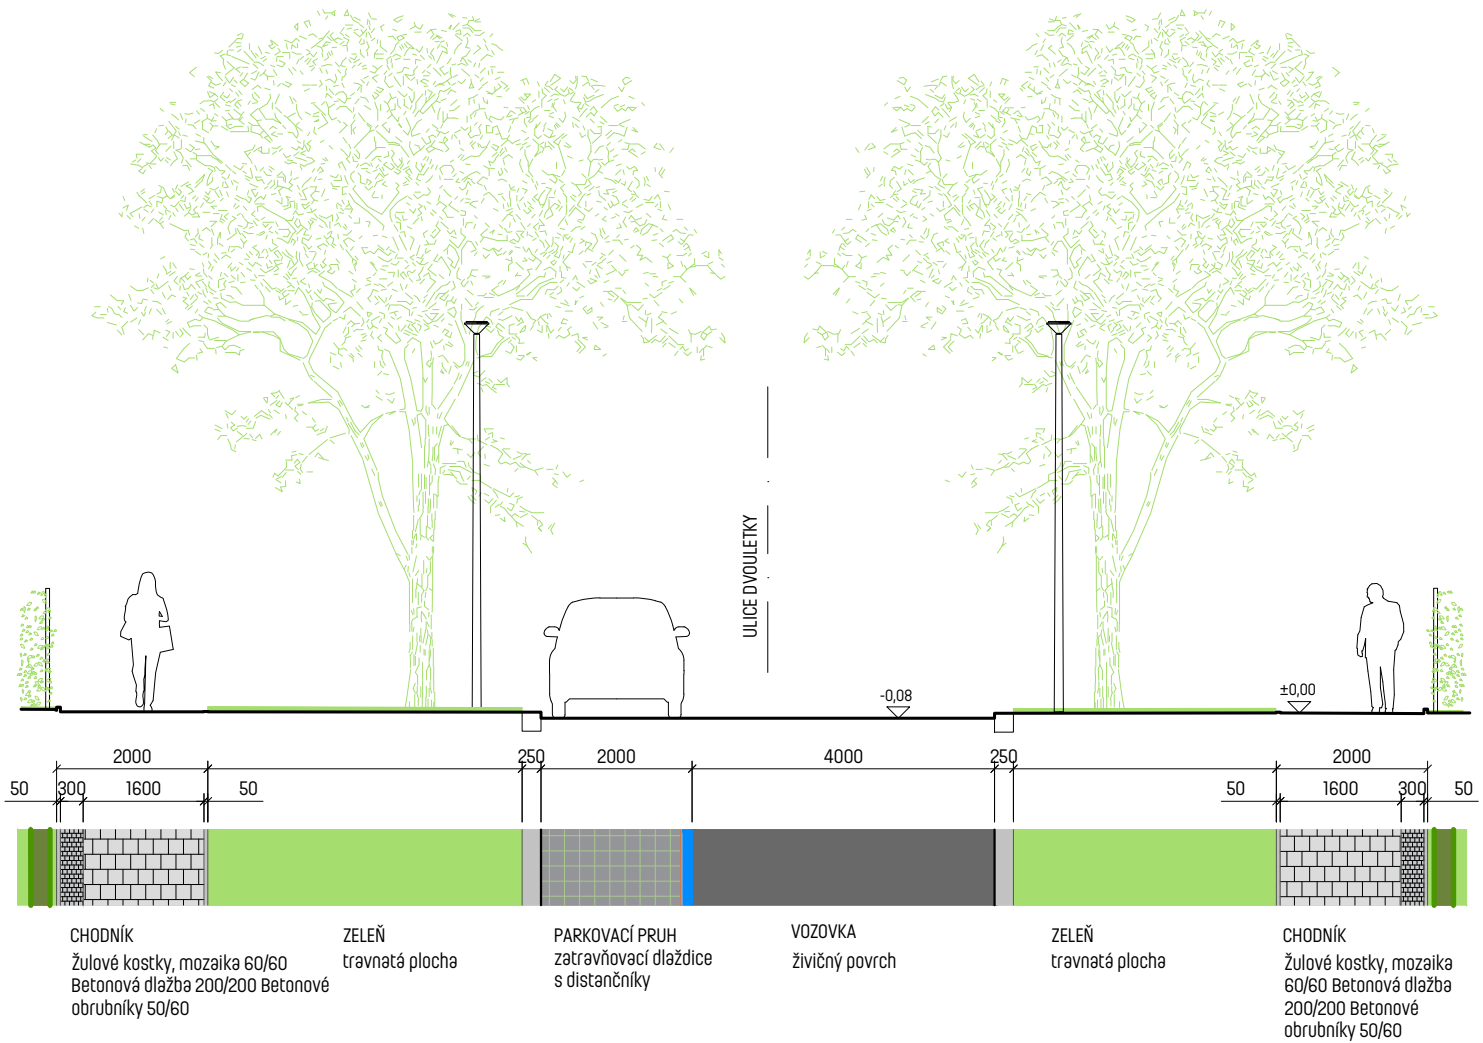 ULICE DVOULETKY
-0,08
±0,00
2000
250
2000
4000
250
2000
50
300
1600
50
50
1600
300
50
CHODNÍK
Žulové kostky, mozaika 60/60
Betonová dlažba 200/200 Betonové
obrubníky 50/60
ZELEŇ
travnatá plocha
PARKOVACÍ PRUH
zatravňovací dlaždice
s distančníky
VOZOVKA
živičný povrch
ZELEŇ
travnatá plocha
CHODNÍK
Žulové kostky, mozaika
60/60 Betonová dlažba
200/200 Betonové
obrubníky 50/60